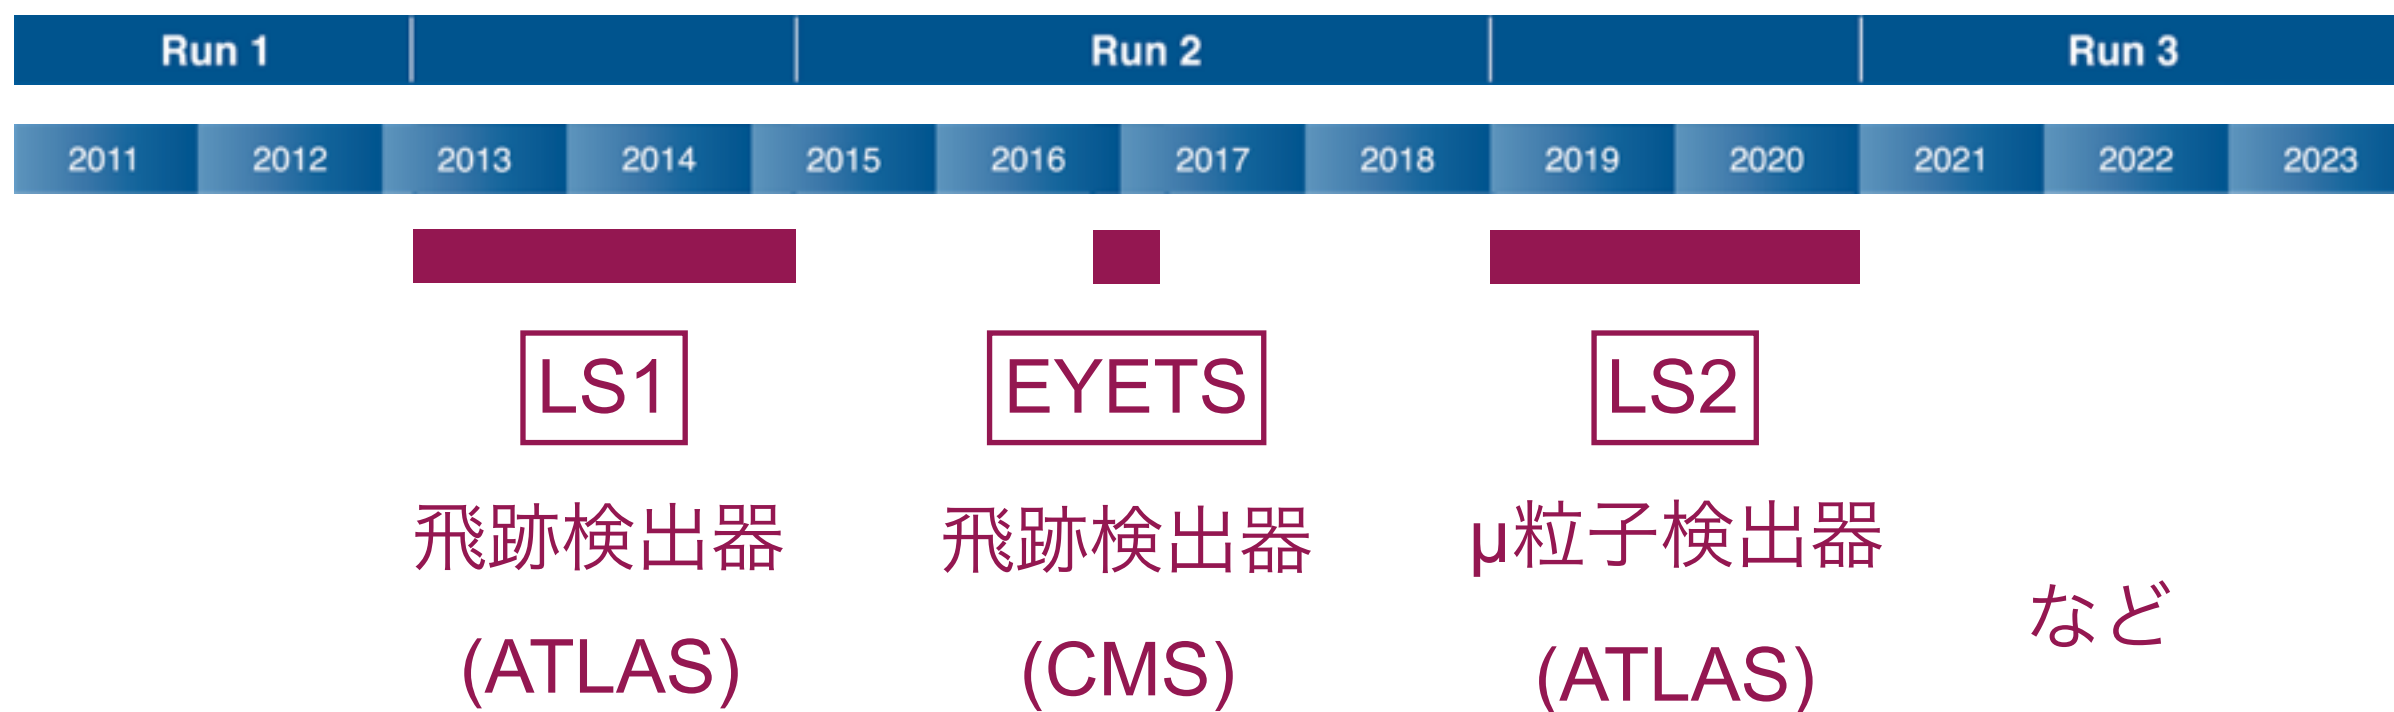 Run 1 Run 2 Run 3
2011 2012 2013 2014 2015 2016 2017 2018 2019 2020 2021 2022 2023
LS1 EYETS LS2
飛跡検出器 飛跡検出器 μ粒子検出器
など
(ATLAS) (CMS) (ATLAS)